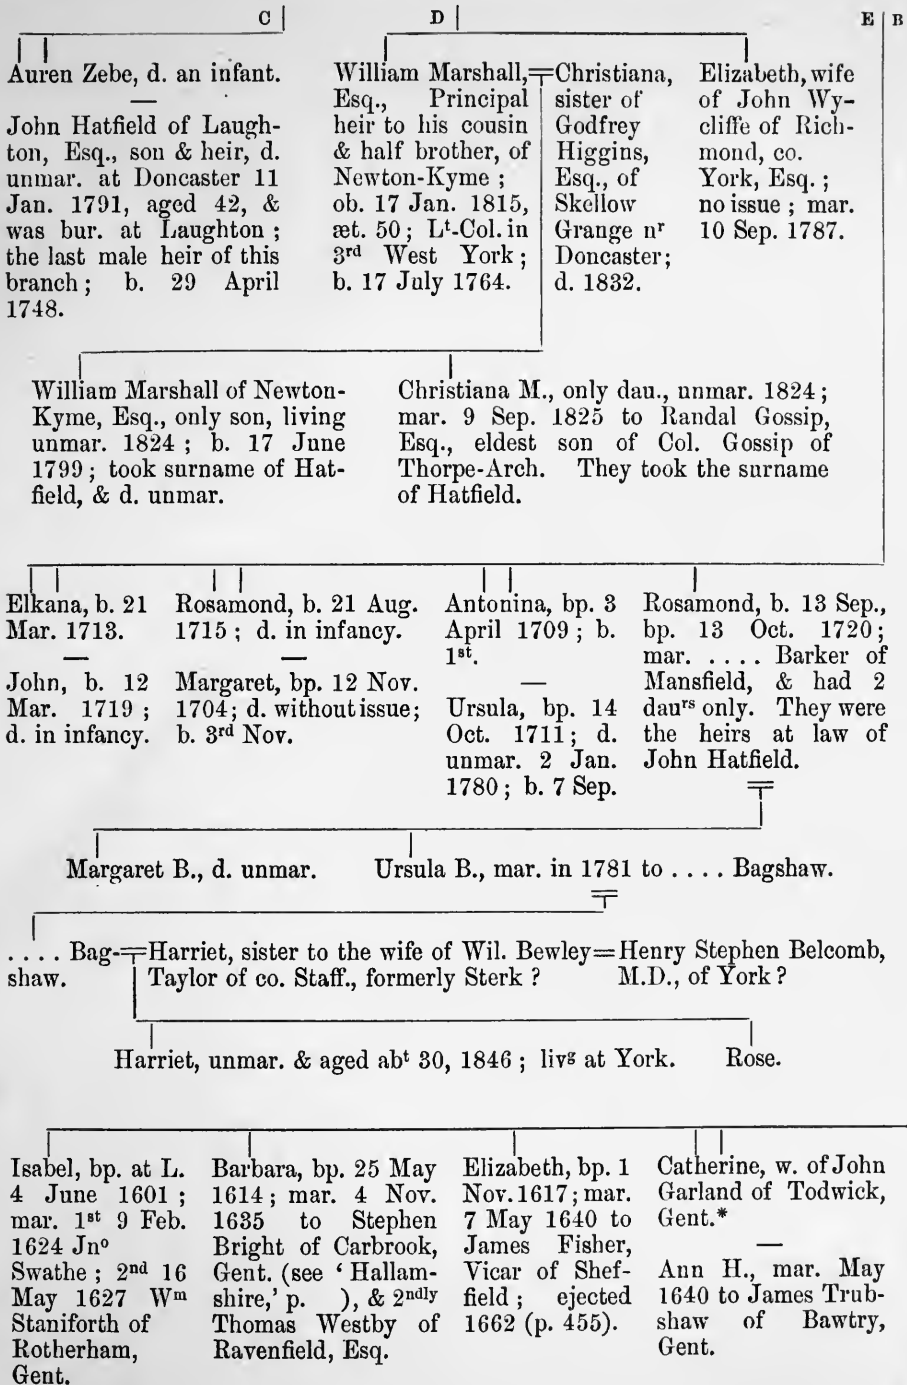 C D E B
Auren Zebe, d. an infant.
—
John Hatfield of Laugh-
ton, Esq., son & heir, d.
unmar. at Doncaster 11
Jan. 1791, aged 42, &
was bur. at Laughton ;
the last male heir of this
branch ; b. 29 April
1748.
William Marshall,
Esq., Principal
heir to his cousin
& half brother, of
Newton-Kyme ;
ob. 17 Jan. 1815,
æt. 50 ; Lt-Col. in
3rd West York ;
b. 17 July 1764.
Christiana,
sister of
Godfrey
Higgins,
Esq., of
Skellow
Grange nr
Doncaster;
d. 1832.
Elizabeth, wife
of John Wy-
cliffe of Rich-
mond, co.
York, Esq. ;
no issue ; mar.
10 Sep. 1787.
William Marshall of Newton-
Kyme, Esq., only son, living
unmar. 1824 ; b. 17 June
1799 ; took surname of Hat-
field, & d. unmar.
Christiana M., only dau., unmar. 1824 ;
mar. 9 Sep. 1825 to Randal Gossip,
Esq., eldest son of Col. Gossip of
Thorpe-Arch. They took the surname
of Hatfield.
Elkana, b. 21
Mar. 1713.
—
John, b. 12
Mar. 1719 ;
d. in infancy.
Rosamond, b. 21 Aug.
1715 ; d. in infancy.
—
Margaret, bp. 12 Nov.
1704; d. without issue;
b. 3rd Nov.
Antonina, bp. 3
April 1709 ; b.
1st.
—
Ursula, bp. 14
Oct. 1711 ; d.
unmar. 2 Jan.
1780 ; b. 7 Sep.
Rosamond, b. 13 Sep.,
bp. 13 Oct. 1720 ;
mar. .... Barker of
Mansfield, & had 2
daurs only. They were
the heirs at law of
John Hatfield.
Margaret B., d. unmar.
Ursula B., mar. in 1781 to .... Bagshaw.
.... Bag-
shaw.
Harriet, sister to the wife of Wil. Bewley
Taylor of co. Staff., formerly Sterk ?
=Henry Stephen Belcomb,
M.D., of York ?
Harriet, unmar. & aged abt 30, 1846 ; livg at York.
Rose.
Isabel, bp. at L.
4 June 1601 ;
mar. 1st 9 Feb.
1624 Jno
Swathe ; 2nd 16
May 1627 Wm
Staniforth of
Rotherham,
Gent.
Barbara, bp. 25 May
1614 ; mar. 4 Nov.
1635 to Stephen
Bright of Carbrook,
Gent. (see ‘ Hallam-
shire,’ p. ), & 2ndly
Thomas Westby of
Ravenfield, Esq.
Elizabeth, bp. 1
Nov. 1617 ; mar.
7 May 1640 to
James Fisher,
Vicar of Shef-
field ; ejected
1662 (p. 455).
Catherine, w. of John
Garland of Todwick,
Gent.*
—
Ann H., mar. May
1640 to James Trub-
shaw of Bawtry,
Gent.